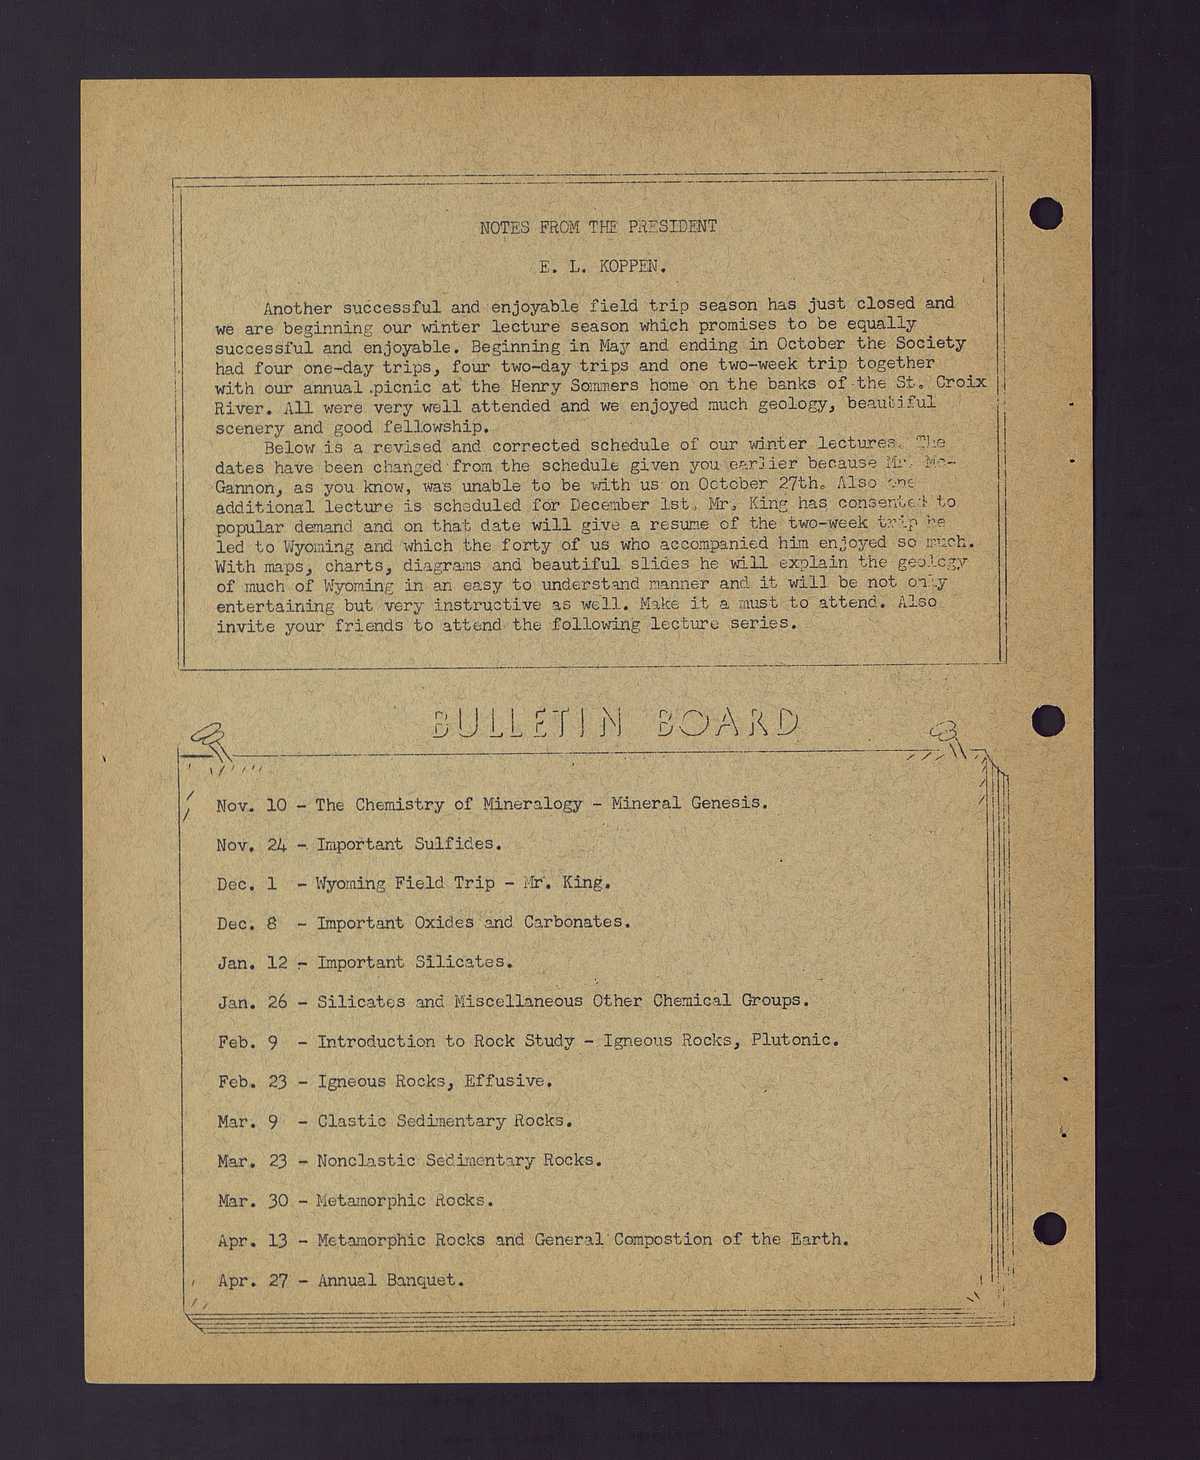 NOTES FROM THE PRESIDENT
E. L. KOPPEN.
Another successful and enjoyable field trip season has just closed and
we are beginning our winter lecture season which promises to be equally
successful and enjoyable. Beginning in May and ending in October the Society
had four one-day trips, four two-day trips and one two-week trip together
with our annual picnic at the Henry Sommers home on the banks of the St. Croix
River. All were very well attended and we enjoyed much geology, beautiful
scenery and good fellowship.
Below is a revised and corrected schedule of our winter lectures. The
dates have been changed from the schedule given you earlier because Mr. Mc-
Gannon, as you know, was unable to be with us on October 27th. Also one
additional lecture is scheduled for December 1st. Mr. King has consented to
popular demand and on that date will give a resume of the two-week trip he
led to Wyoming and which the forty of us who accompanied him enjoyed so much.
With maps, charts, diagrams and beautiful slides he will explain the geology
of much of Wyoming in an easy to understand manner and it will be not only
entertaining but very instructive as well. Make it a must to attend. Also
invite your friends to attend the following lecture series.
BULLETIN BOARD
Nov. 10 - The Chemistry of Mineralogy - Mineral Genesis.
Nov. 24 - Important Sulfides.
Dec. 1 - Wyoming Field Trip - Mr. King.
Dec. 8 - Important Oxides and Carbonates.
Jan. 12 - Important Silicates.
Jan. 26 - Silicates and Miscellaneous Other Chemical Groups.
Feb. 9 - Introduction to Rock Study - Igneous Rocks, Plutonic.
Feb. 23 - Igneous Rocks, Effusive.
Mar. 9 - Clastic Sedimentary Rocks.
Mar. 23 - Nonclastic Sedimentary Rocks.
Mar. 30 - Metamorphic Rocks.
Apr. 13 - Metamorphic Rocks and General Compostion of the Earth.
Apr. 27 - Annual Banquet.